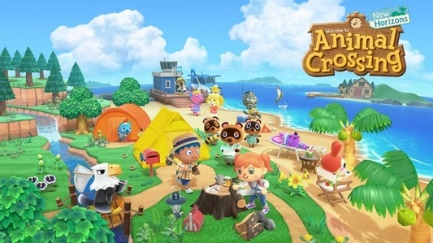 New
Horizons
Welcome to
Animal
Crossing